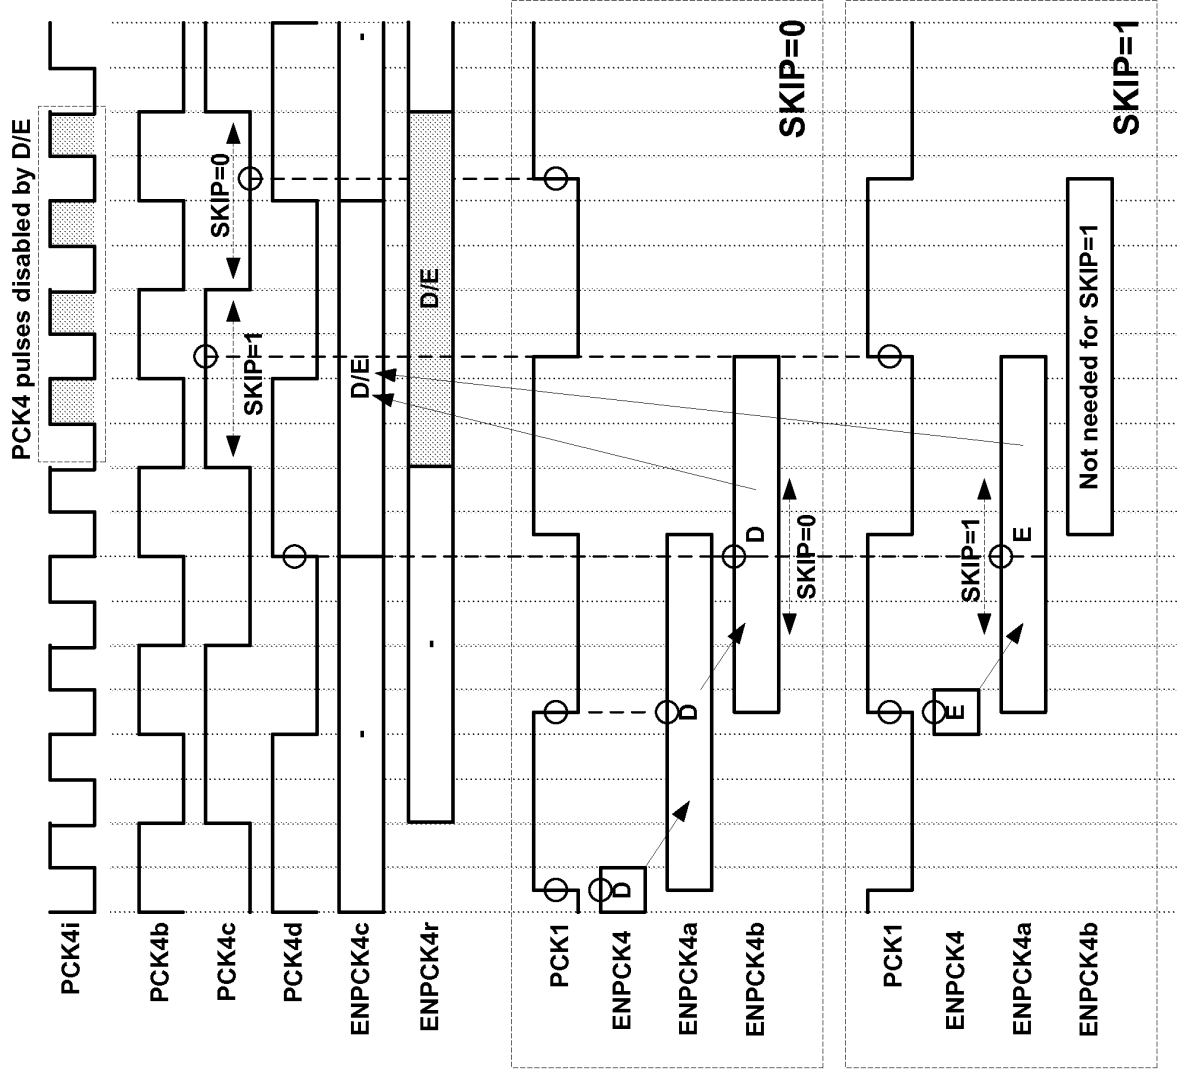 PCK4 pulses disabled by D/E
PCK4i
PCK4b
PCK4c
SKIP=1
SKIP=0
PCK4d
ENPCK4c
-
D/E
-
ENPCK4r
-
D/E
PCK1
ENPCK4
D
ENPCK4a
D
ENPCK4b
D
SKIP=0
SKIP=0
PCK1
ENPCK4
E
SKIP=1
ENPCK4a
E
ENPCK4b
Not needed for SKIP=1
SKIP=1